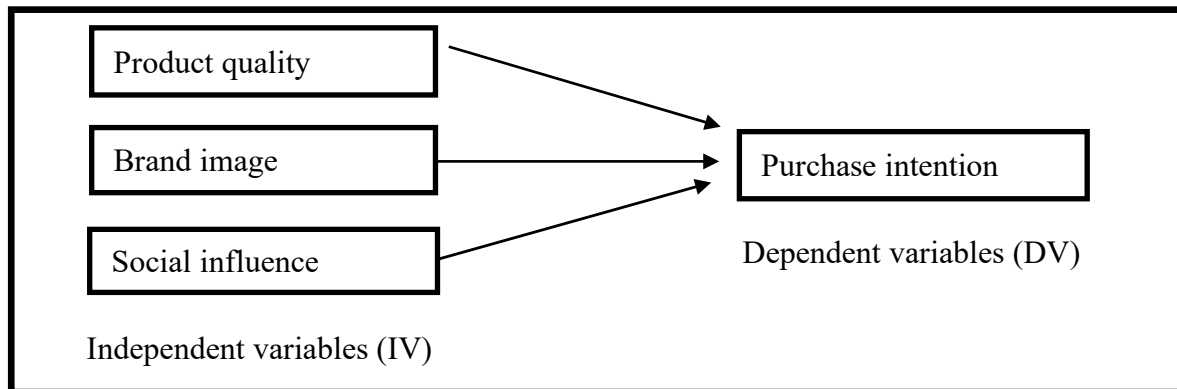 Product quality
Brand image
Purchase intention
Social influence
Dependent variables (DV)
Independent variables (IV)